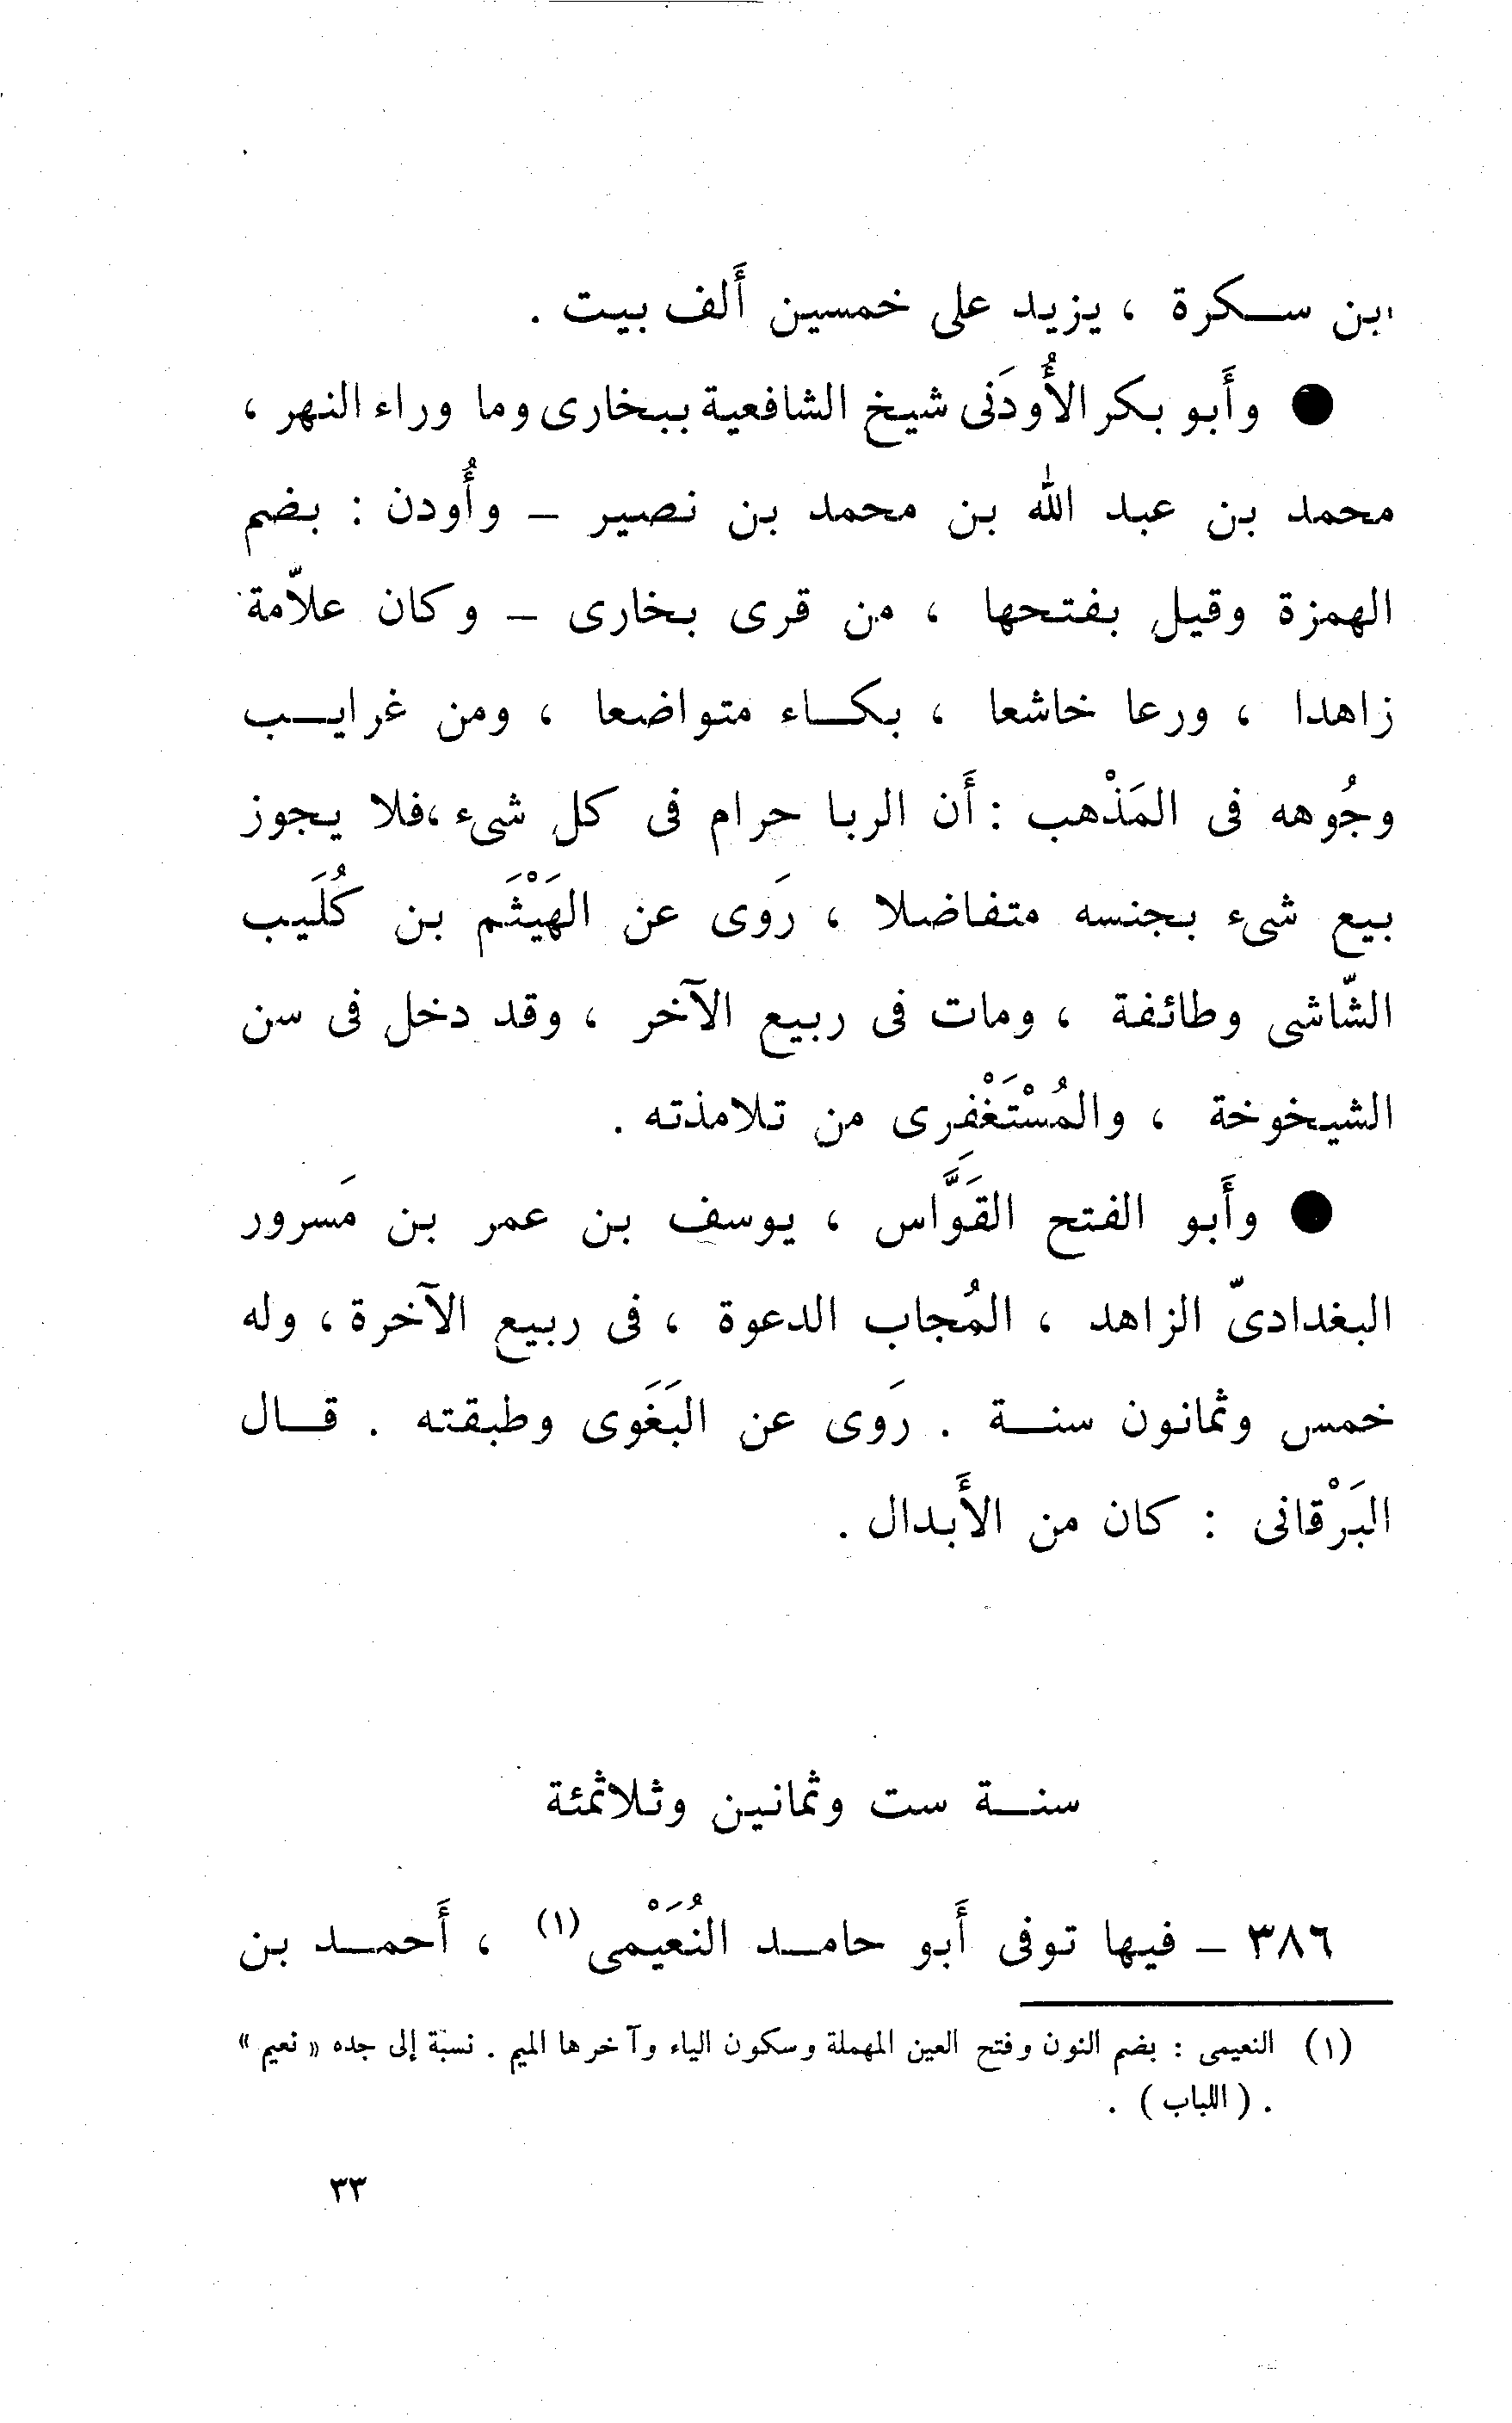 ابن سكرة ، يزيد على خمسين أَلف بيت .
● وأَبو بكر الأُودَنى شيخ الشافعية ببخارى وما وراء النهر ،
محمد بن عبد الله بن محمد بن نصير – وأُودن : بضم
الهمزة وقيل بفتحها ، من قرى بخارى – وكان علاّمة
زاهدا ، ورعا خاشعا ، بكاء متواضعا ، ومن غرايب
وجُوهه فى المَذْهب : أَن الربا حرام فى كل شىء ، فلا يجوز
بيع شىء بجنسه متفاضلا ، رَوى عن الهَيْثَم بن كُلَيب
الشّاشى وطائفة ، ومات فى ربيع الآخر ، وقد دخل فى سن
الشيخوخة ، والمُسْتَغْفِرى من تلامذته .
● وأَبو الفتح القَوَّاس ، يوسف بن عمر بن مَسرور
البغدادىّ الزاهد ، المُجاب الدعوة ، فى ربيع الآخرة ، وله
خمس وثمانون سنة . رَوى عن البَغَوى وطبقته . قال
البَرْقانى : كان من الأَبدال .
سنة ست وثمانين وثلاثمئة
٣٨٦ – فيها توفى أَبو حامد النُعَيْمى (١) ، أَحمد بن
(١) النعيمى : بضم النون وفتح العين المهملة وسكون الياء وآخرها الميم . نسبة إلى جده « نعيم »
. ( اللباب ) .
٣٣